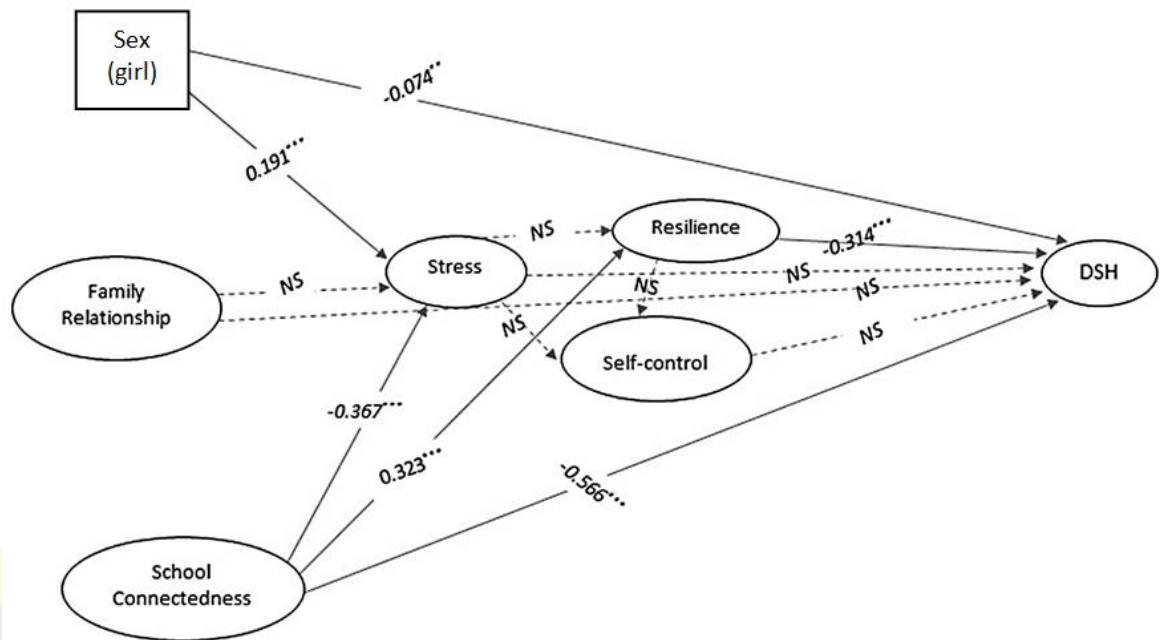 Sex
(girl)
-0.074**
0.191***
NS
Resilience
-0.314***
Stress
NS
DSH
Family
Relationship
NS
NS
NS
NS
Self-control
NS
-0.367***
0.323***
-0.566***
School
Connectedness